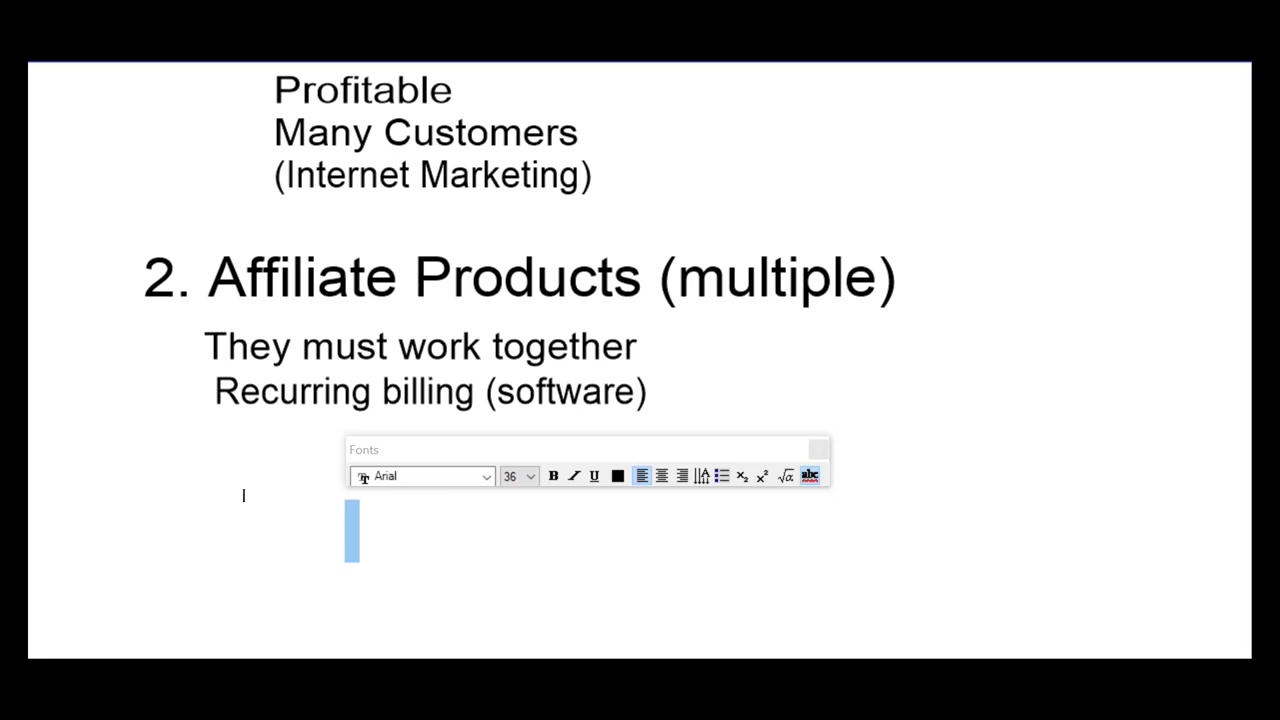 Profitable
Many Customers
(Internet Marketing)
2. Affiliate Products (multiple)
They must work together
Recurring billing (software)
Fonts
Arial 36 B I U abc